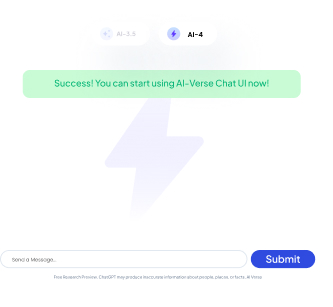 AI-3.5 AI-4
Success! You can start using AI-Verse Chat UI now!
Send a Message...
Submit
Free Research Preview. ChatGPT may produce inaccurate information about people, places, or facts. AI-Verse